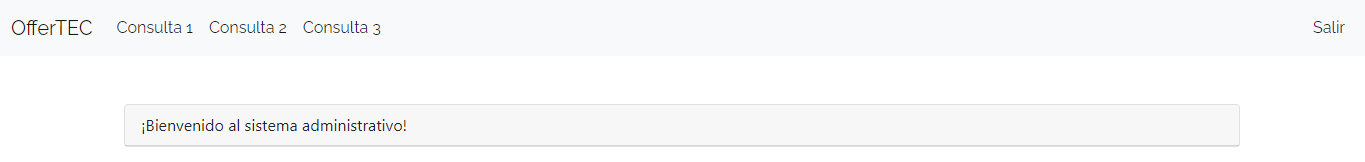 OfferTEC Consulta 1 Consulta 2 Consulta 3 Salir
¡Bienvenido al sistema administrativo!